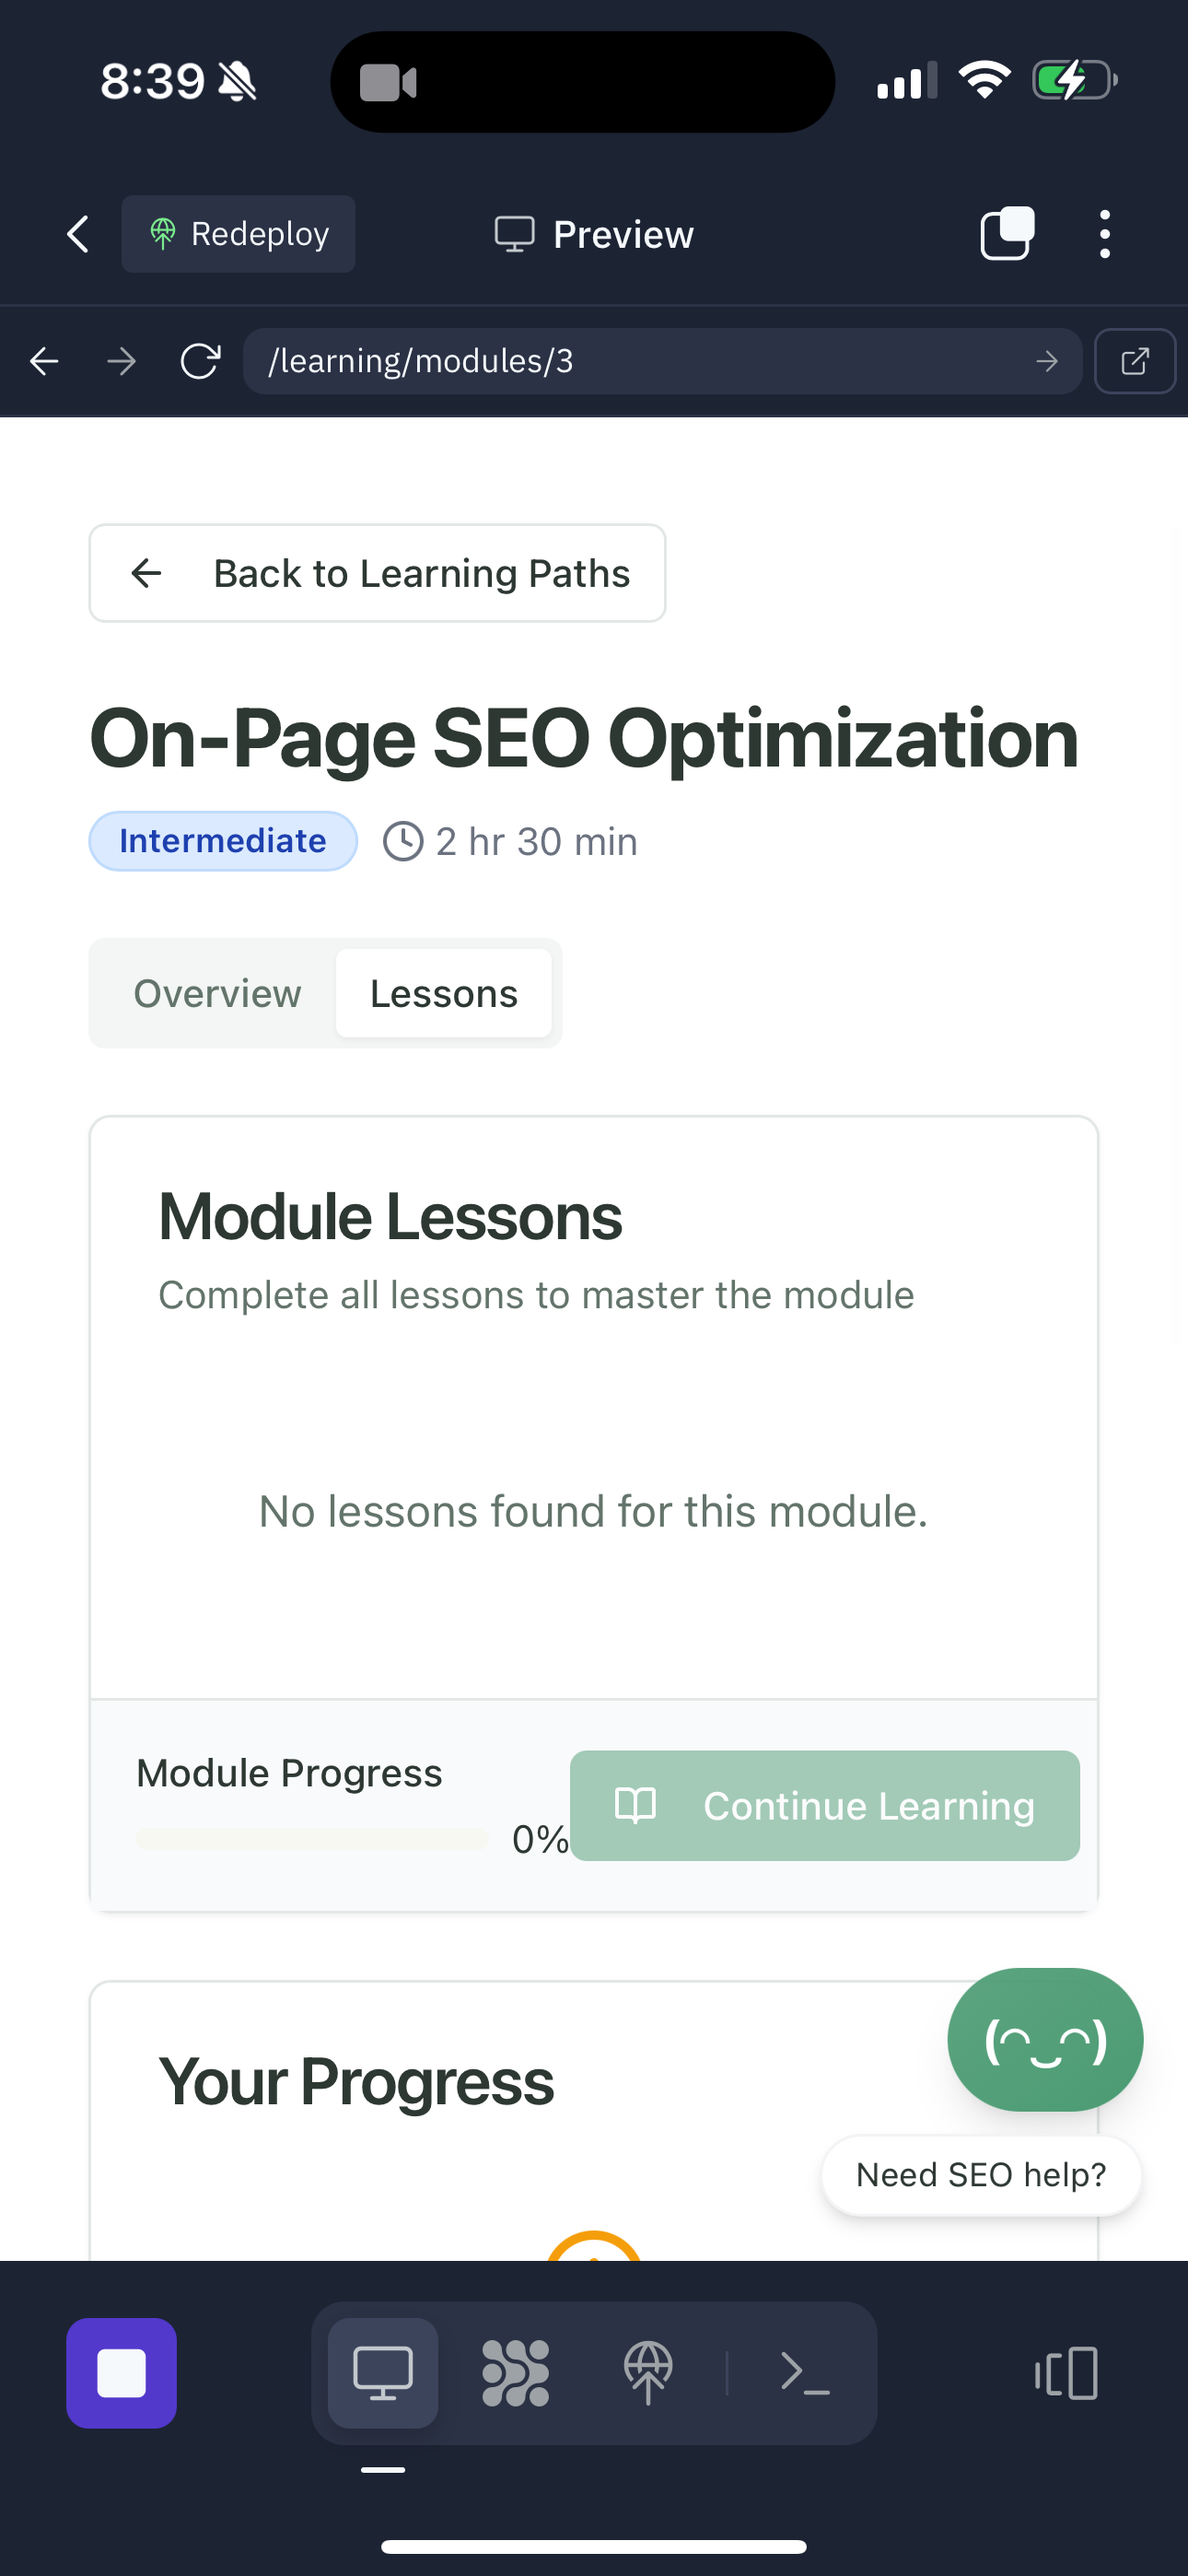 8:39
Redeploy
Preview
/learning/modules/3
Back to Learning Paths
On-Page SEO Optimization
Intermediate
2 hr 30 min
Overview
Lessons
Module Lessons
Complete all lessons to master the module
No lessons found for this module.
Module Progress
0%
Continue Learning
Your Progress
Need SEO help?